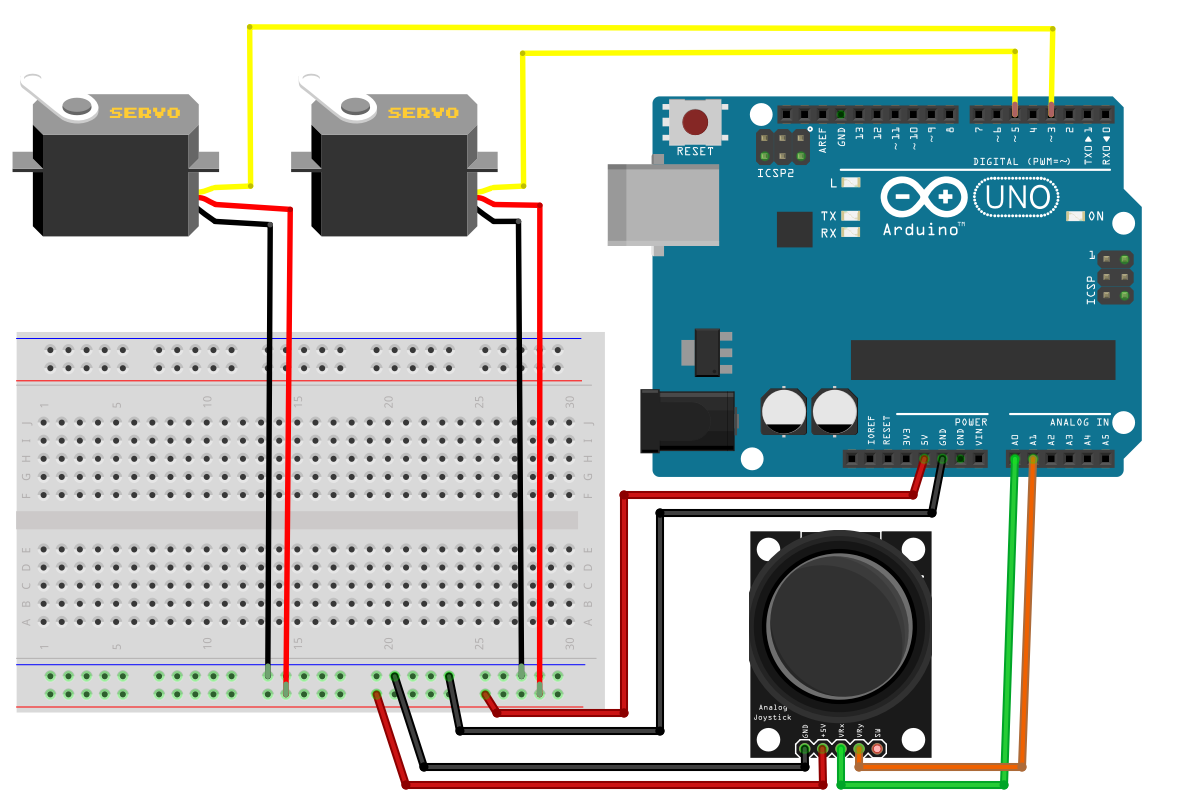 SERVO
SERVO
RESET
ICSP2
AREF
GND
13
12
~11
~10
~9
8
7
~6
~5
4
~3
2
TX0▶1
RX0◀0
DIGITAL (PWM=~)
L
TX
RX
UNO
Arduino™
ON
1
ICSP
1 5 10 15 20 25 30
J
I
H
G
F
E
D
C
B
A
J
I
H
G
F
E
D
C
B
A
1 5 10 15 20 25 30
POWER
ANALOG IN
IOREF
RESET
3V3
5V
GND
GND
VIN
A0
A1
A2
A3
A4
A5
Analog
Joystick
GND
+5V
VRx
VRy
SW